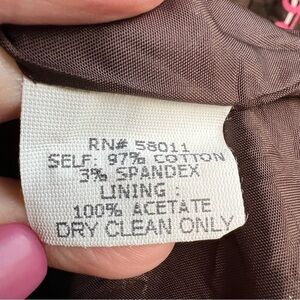 RN# 58011
SELF: 97% COTTON
3% SPANDEX
LINING :
100% ACETATE
DRY CLEAN ONLY